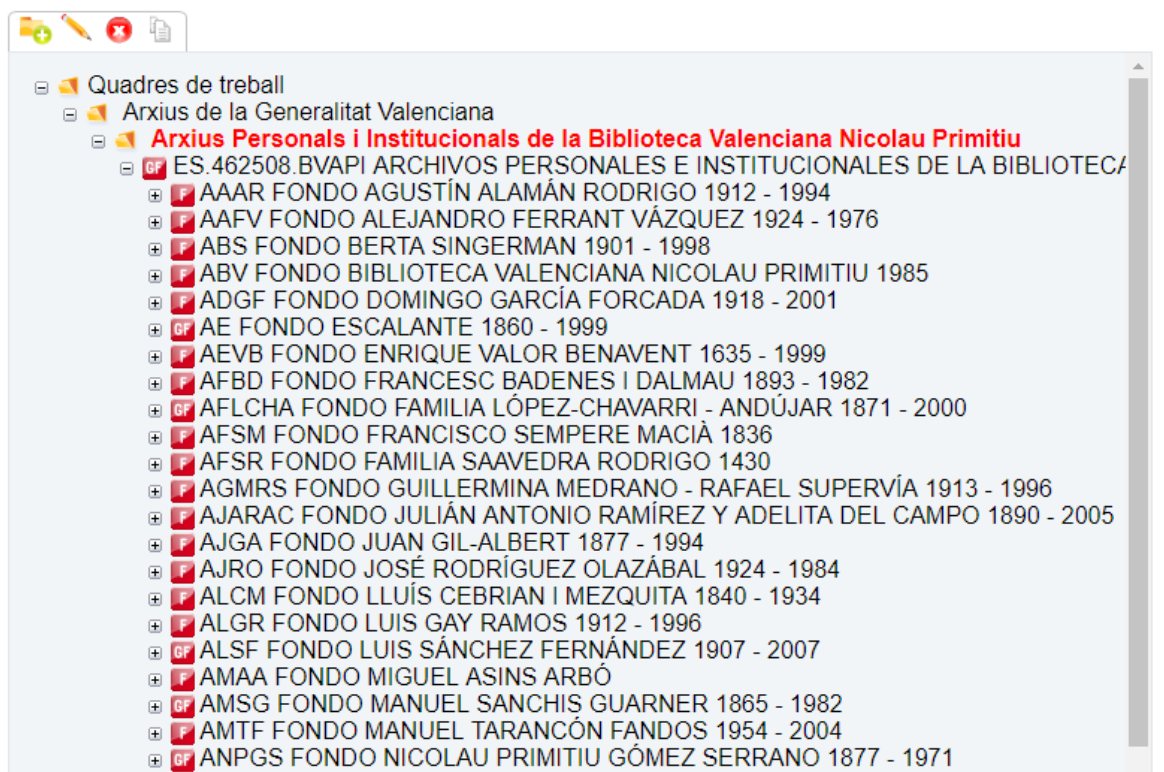 Quadres de treball
Arxius de la Generalitat Valenciana
Arxius Personals i Institucionals de la Biblioteca Valenciana Nicolau Primitiu
GF ES.462508.BVAPI ARCHIVOS PERSONALES E INSTITUCIONALES DE LA BIBLIOTECA
F AAAR FONDO AGUSTÍN ALAMÁN RODRIGO 1912 - 1994
F AAFV FONDO ALEJANDRO FERRANT VÁZQUEZ 1924 - 1976
F ABS FONDO BERTA SINGERMAN 1901 - 1998
F ABV FONDO BIBLIOTECA VALENCIANA NICOLAU PRIMITIU 1985
F ADGF FONDO DOMINGO GARCÍA FORCADA 1918 - 2001
GF AE FONDO ESCALANTE 1860 - 1999
F AEVB FONDO ENRIQUE VALOR BENAVENT 1635 - 1999
F AFBD FONDO FRANCESC BADENES I DALMAU 1893 - 1982
GF AFLCHA FONDO FAMILIA LÓPEZ-CHAVARRI - ANDÚJAR 1871 - 2000
F AFSM FONDO FRANCISCO SEMPERE MACIÀ 1836
F AFSR FONDO FAMILIA SAAVEDRA RODRIGO 1430
F AGMRS FONDO GUILLERMINA MEDRANO - RAFAEL SUPERVÍA 1913 - 1996
F AJARAC FONDO JULIÁN ANTONIO RAMÍREZ Y ADELITA DEL CAMPO 1890 - 2005
F AJGA FONDO JUAN GIL-ALBERT 1877 - 1994
F AJRO FONDO JOSÉ RODRÍGUEZ OLAZÁBAL 1924 - 1984
F ALCM FONDO LLUÍS CEBRIAN I MEZQUITA 1840 - 1934
F ALGR FONDO LUIS GAY RAMOS 1912 - 1996
GF ALSF FONDO LUIS SÁNCHEZ FERNÁNDEZ 1907 - 2007
F AMAA FONDO MIGUEL ASINS ARBÓ
GF AMSG FONDO MANUEL SANCHIS GUARNER 1865 - 1982
F AMTF FONDO MANUEL TARANCÓN FANDOS 1954 - 2004
GF ANPGS FONDO NICOLAU PRIMITIU GÓMEZ SERRANO 1877 - 1971